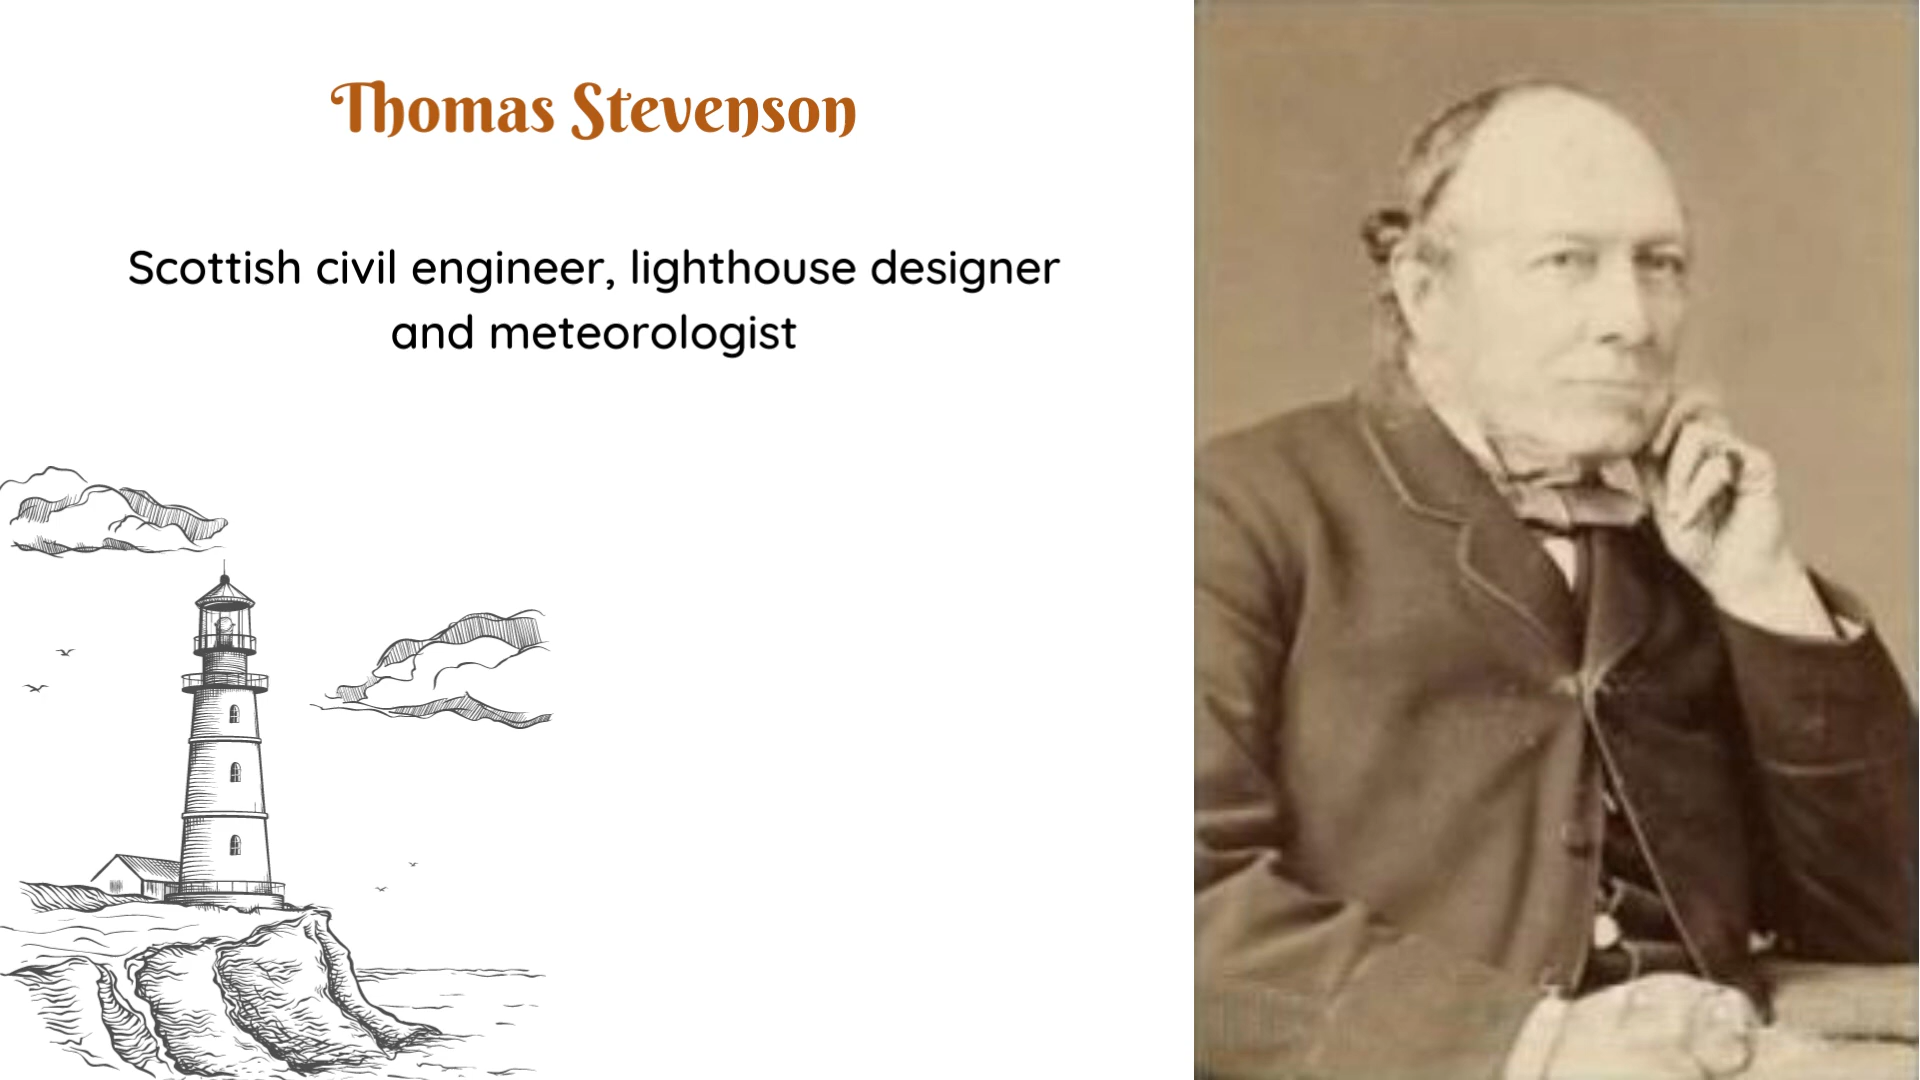 Thomas Stevenson
Scottish civil engineer, lighthouse designer
and meteorologist